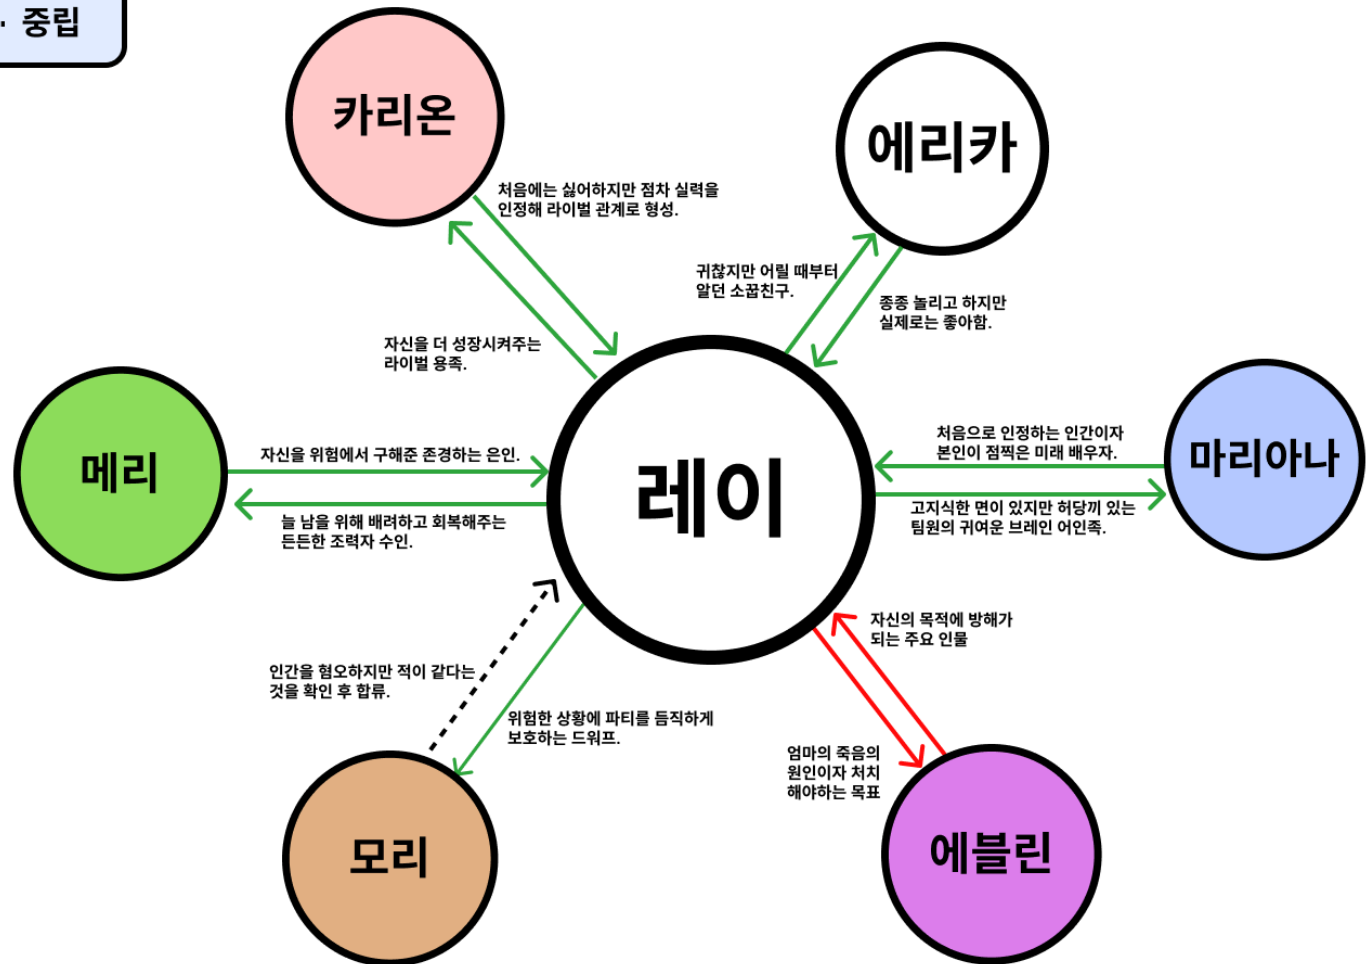 중립
카리온
에리카
처음에는 싫어하지만 점차 실력을
인정해 라이벌 관계로 형성.
귀찮지만 어릴 때부터
알던 소꿉친구.
종종 놀리고 하지만
실제로는 좋아함.
자신을 더 성장시켜주는
라이벌 용족.
메리
자신을 위험에서 구해준 존경하는 은인.
늘 남을 위해 배려하고 회복해주는
든든한 조력자 수인.
레이
처음으로 인정하는 인간이자
본인이 점찍은 미래 배우자.
고지식한 면이 있지만 허당끼 있는
팀원의 귀여운 브레인 어인족.
마리아나
인간을 혐오하지만 적이 같다는
것을 확인 후 합류.
위험한 상황에 파티를 듬직하게
보호하는 드워프.
자신의 목적에 방해가
되는 주요 인물
엄마의 죽음의
원인이자 처치
해야하는 목표
모리
에블린